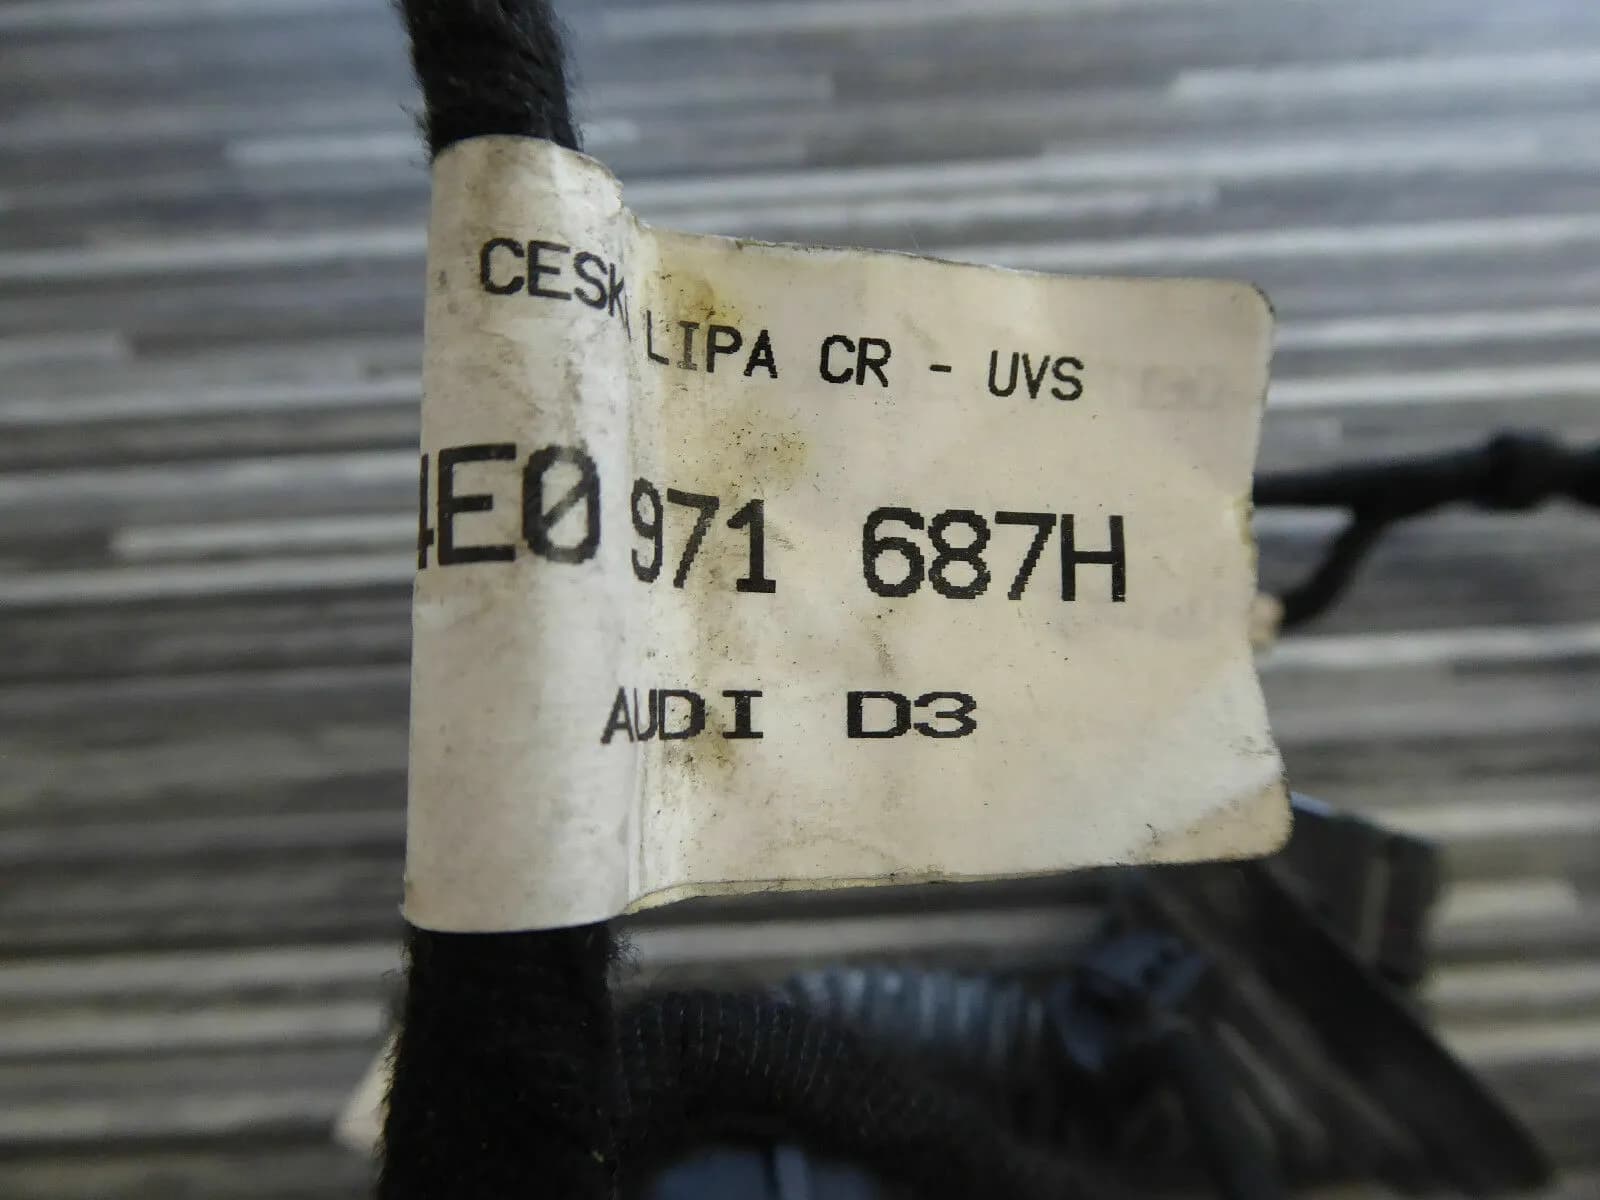 CESK LIPA CR - UVS
4E0 971 687H
AUDI D3